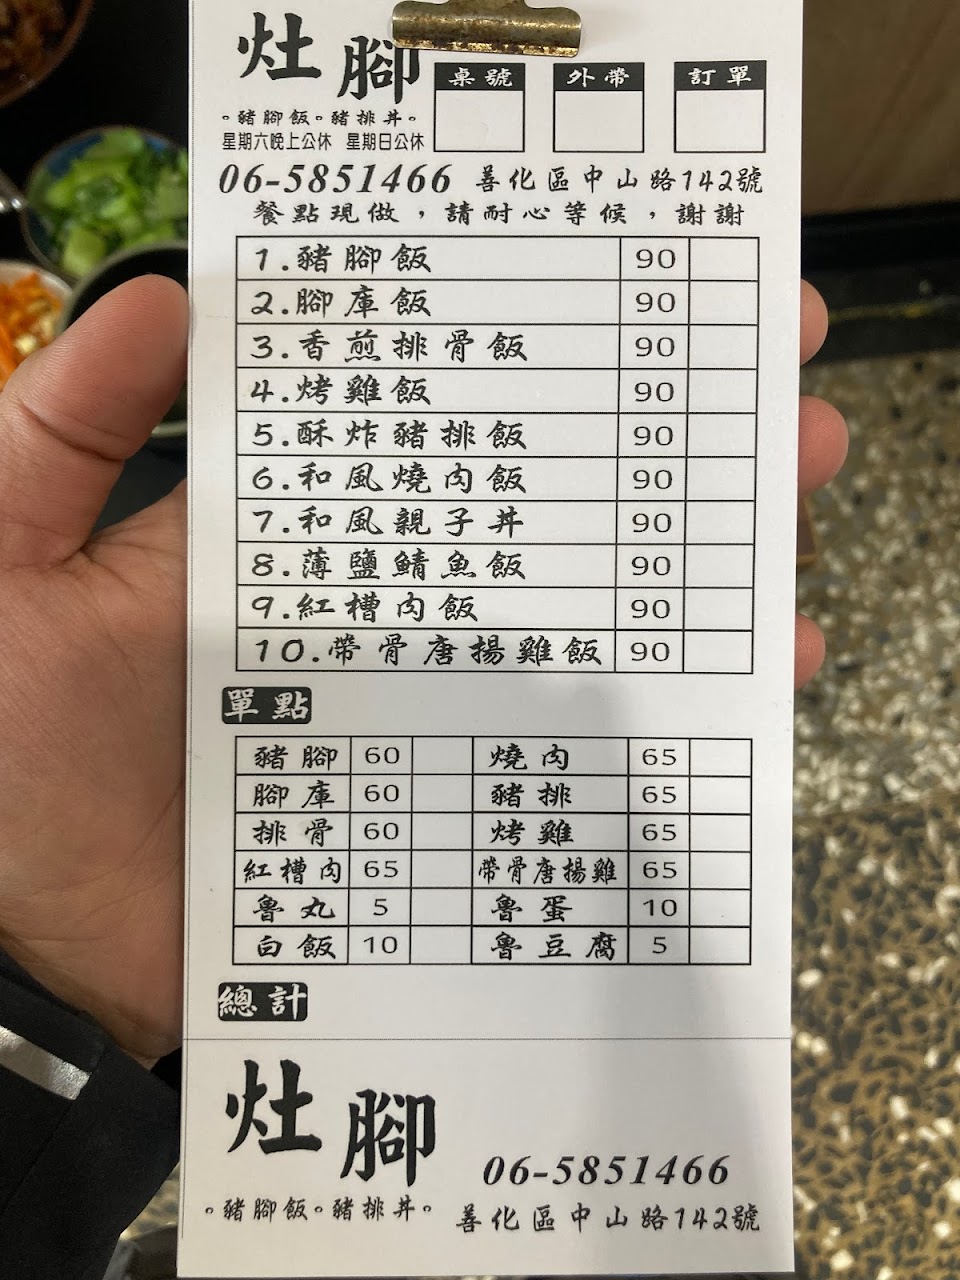 灶腳
桌號 外帶 訂單
。豬腳飯。豬排丼。
星期六晚上公休 星期日公休
06-5851466 善化區中山路142號
餐點現做,請耐心等候,謝謝
1.豬腳飯 90
2.腳庫飯 90
3.香煎排骨飯 90
4.烤雞飯 90
5.酥炸豬排飯 90
6.和風燒肉飯 90
7.和風親子丼 90
8.薄鹽鯖魚飯 90
9.紅槽肉飯 90
10.帶骨唐揚雞飯 90
單點
豬腳 60 燒肉 65
腳庫 60 豬排 65
排骨 60 烤雞 65
紅槽肉 65 帶骨唐揚雞 65
魯丸 5 魯蛋 10
白飯 10 魯豆腐 5
總計
灶腳
06-5851466
。豬腳飯。豬排丼。 善化區中山路142號